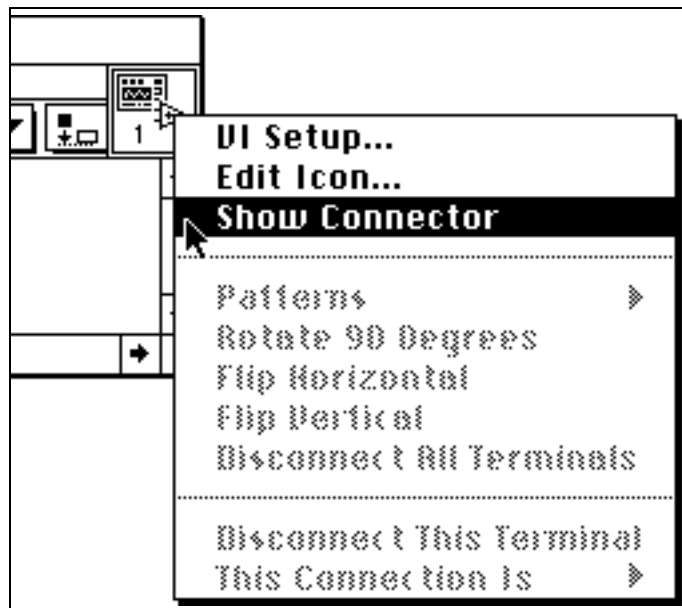 1
VI Setup...
Edit Icon...
Show Connector
Patterns
Rotate 90 Degrees
Flip Horizontal
Flip Vertical
Disconnect All Terminals
Disconnect This Terminal
This Connection Is